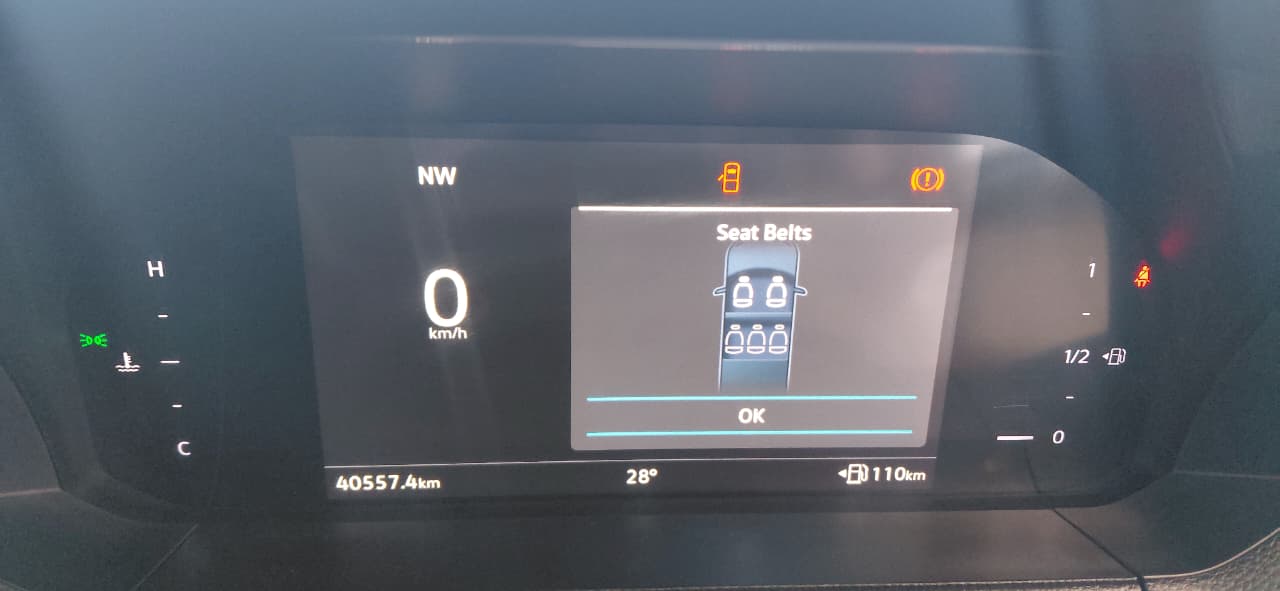 NW
Seat Belts
H
1
0
km/h
1/2
C
OK
0
40557.4km
28°
110km